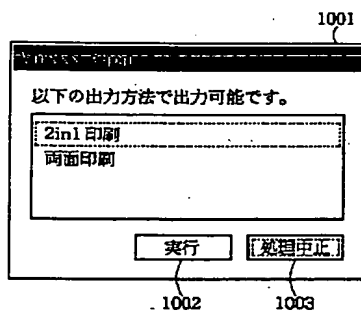 1001
以下の出力方法で出力可能です。
2in1 印刷
両面印刷
実行
処理中止
1002
1003